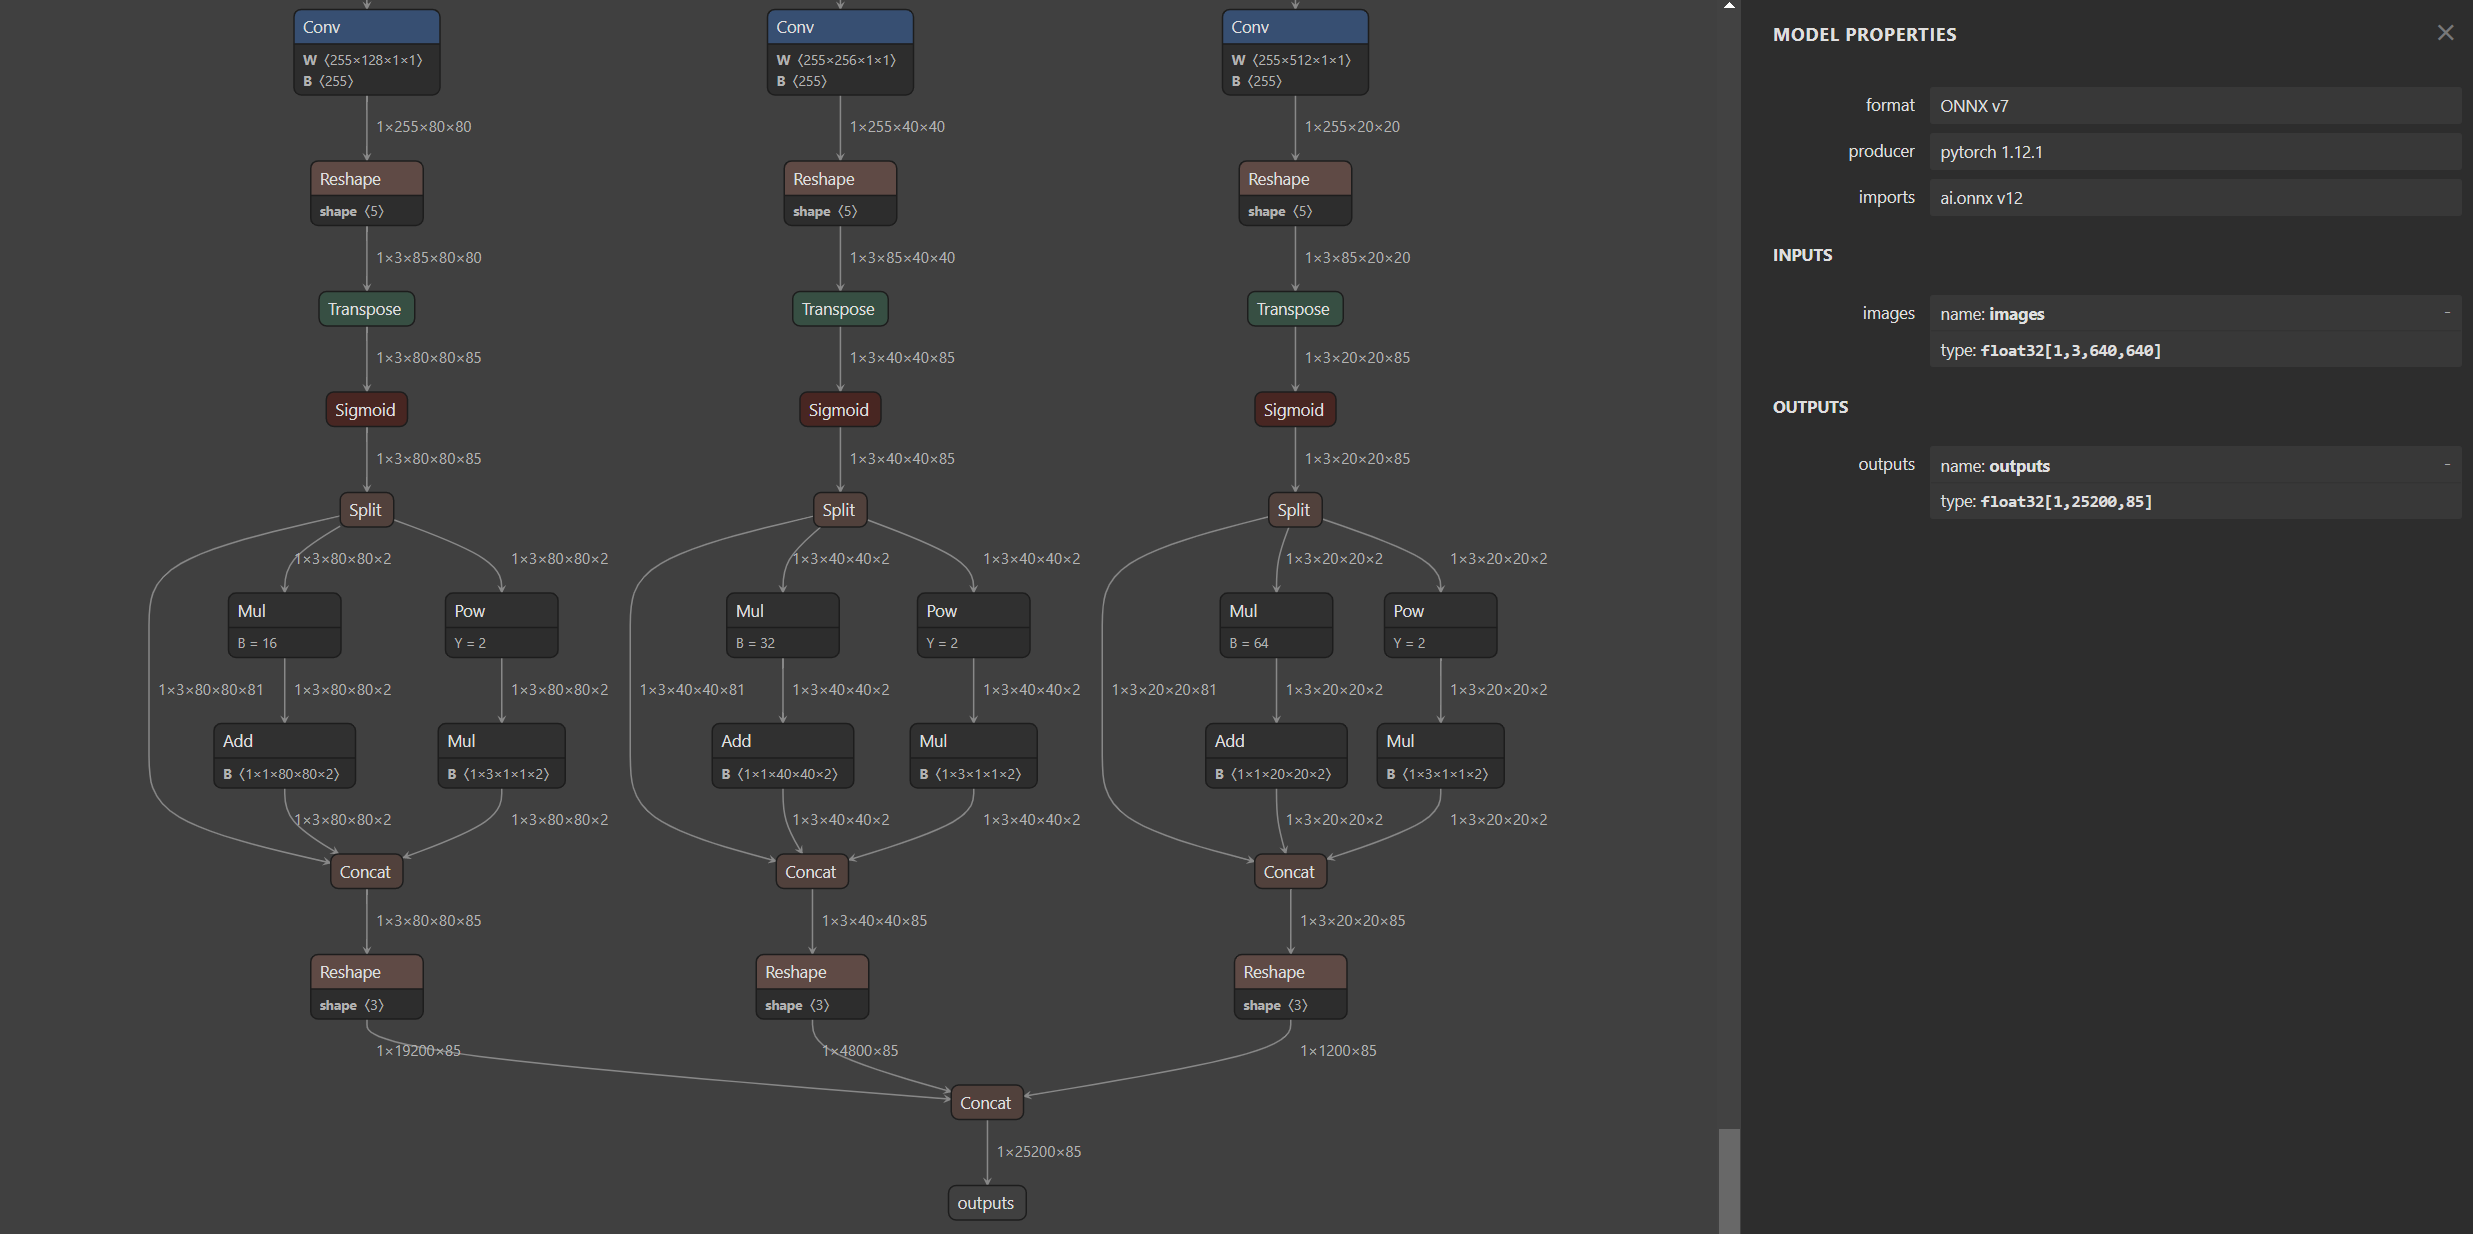 Conv
W ⟨255×128×1×1⟩
B ⟨255⟩
1×255×80×80
Reshape
shape ⟨5⟩
1×3×85×80×80
Transpose
1×3×80×80×85
Sigmoid
1×3×80×80×85
Split
1×3×80×80×2
1×3×80×80×2
Mul
B = 16
Pow
Y = 2
1×3×80×80×81
1×3×80×80×2
1×3×80×80×2
Add
B ⟨1×1×80×80×2⟩
Mul
B ⟨1×3×1×1×2⟩
1×3×80×80×2
1×3×80×80×2
Concat
1×3×80×80×85
Reshape
shape ⟨3⟩
1×19200×85
Conv
W ⟨255×256×1×1⟩
B ⟨255⟩
1×255×40×40
Reshape
shape ⟨5⟩
1×3×85×40×40
Transpose
1×3×40×40×85
Sigmoid
1×3×40×40×85
Split
1×3×40×40×2
1×3×40×40×2
Mul
B = 32
Pow
Y = 2
1×3×40×40×81
1×3×40×40×2
1×3×40×40×2
Add
B ⟨1×1×40×40×2⟩
Mul
B ⟨1×3×1×1×2⟩
1×3×40×40×2
1×3×40×40×2
Concat
1×3×40×40×85
Reshape
shape ⟨3⟩
1×4800×85
Conv
W ⟨255×512×1×1⟩
B ⟨255⟩
1×255×20×20
Reshape
shape ⟨5⟩
1×3×85×20×20
Transpose
1×3×20×20×85
Sigmoid
1×3×20×20×85
Split
1×3×20×20×2
1×3×20×20×2
Mul
B = 64
Pow
Y = 2
1×3×20×20×81
1×3×20×20×2
1×3×20×20×2
Add
B ⟨1×1×20×20×2⟩
Mul
B ⟨1×3×1×1×2⟩
1×3×20×20×2
1×3×20×20×2
Concat
1×3×20×20×85
Reshape
shape ⟨3⟩
1×1200×85
Concat
1×25200×85
outputs
MODEL PROPERTIES
format ONNX v7
producer pytorch 1.12.1
imports ai.onnx v12
INPUTS
images name: images -
type: float32[1,3,640,640]
OUTPUTS
outputs name: outputs -
type: float32[1,25200,85]